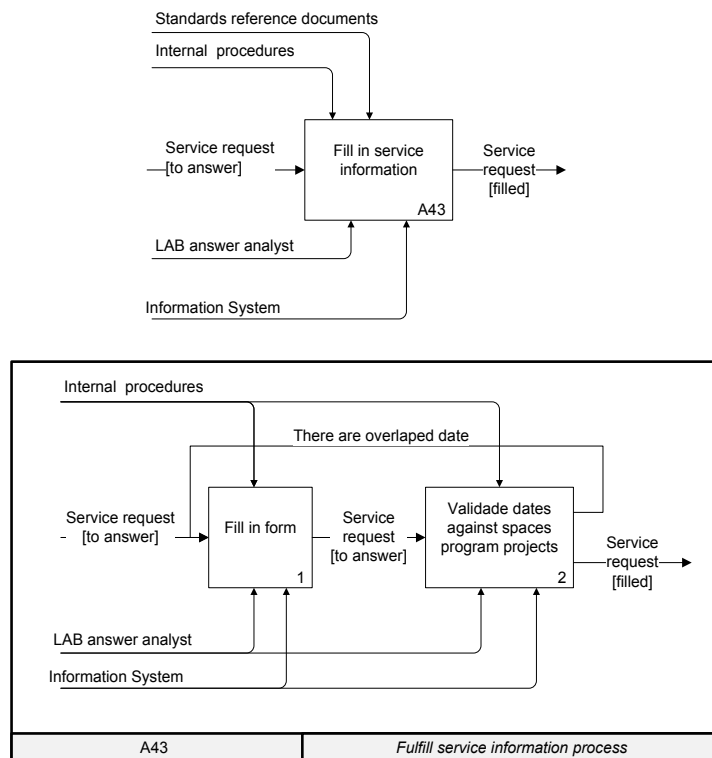 Standards reference documents
Internal procedures
Service request
[to answer]
Fill in service
information
A43
Service
request
[filled]
LAB answer analyst
Information System
Internal procedures
There are overlaped date
Service request
[to answer]
Fill in form
1
Service
request
[to answer]
Validade dates
against spaces
program projects
2
Service
request
[filled]
LAB answer analyst
Information System
A43
Fulfill service information process